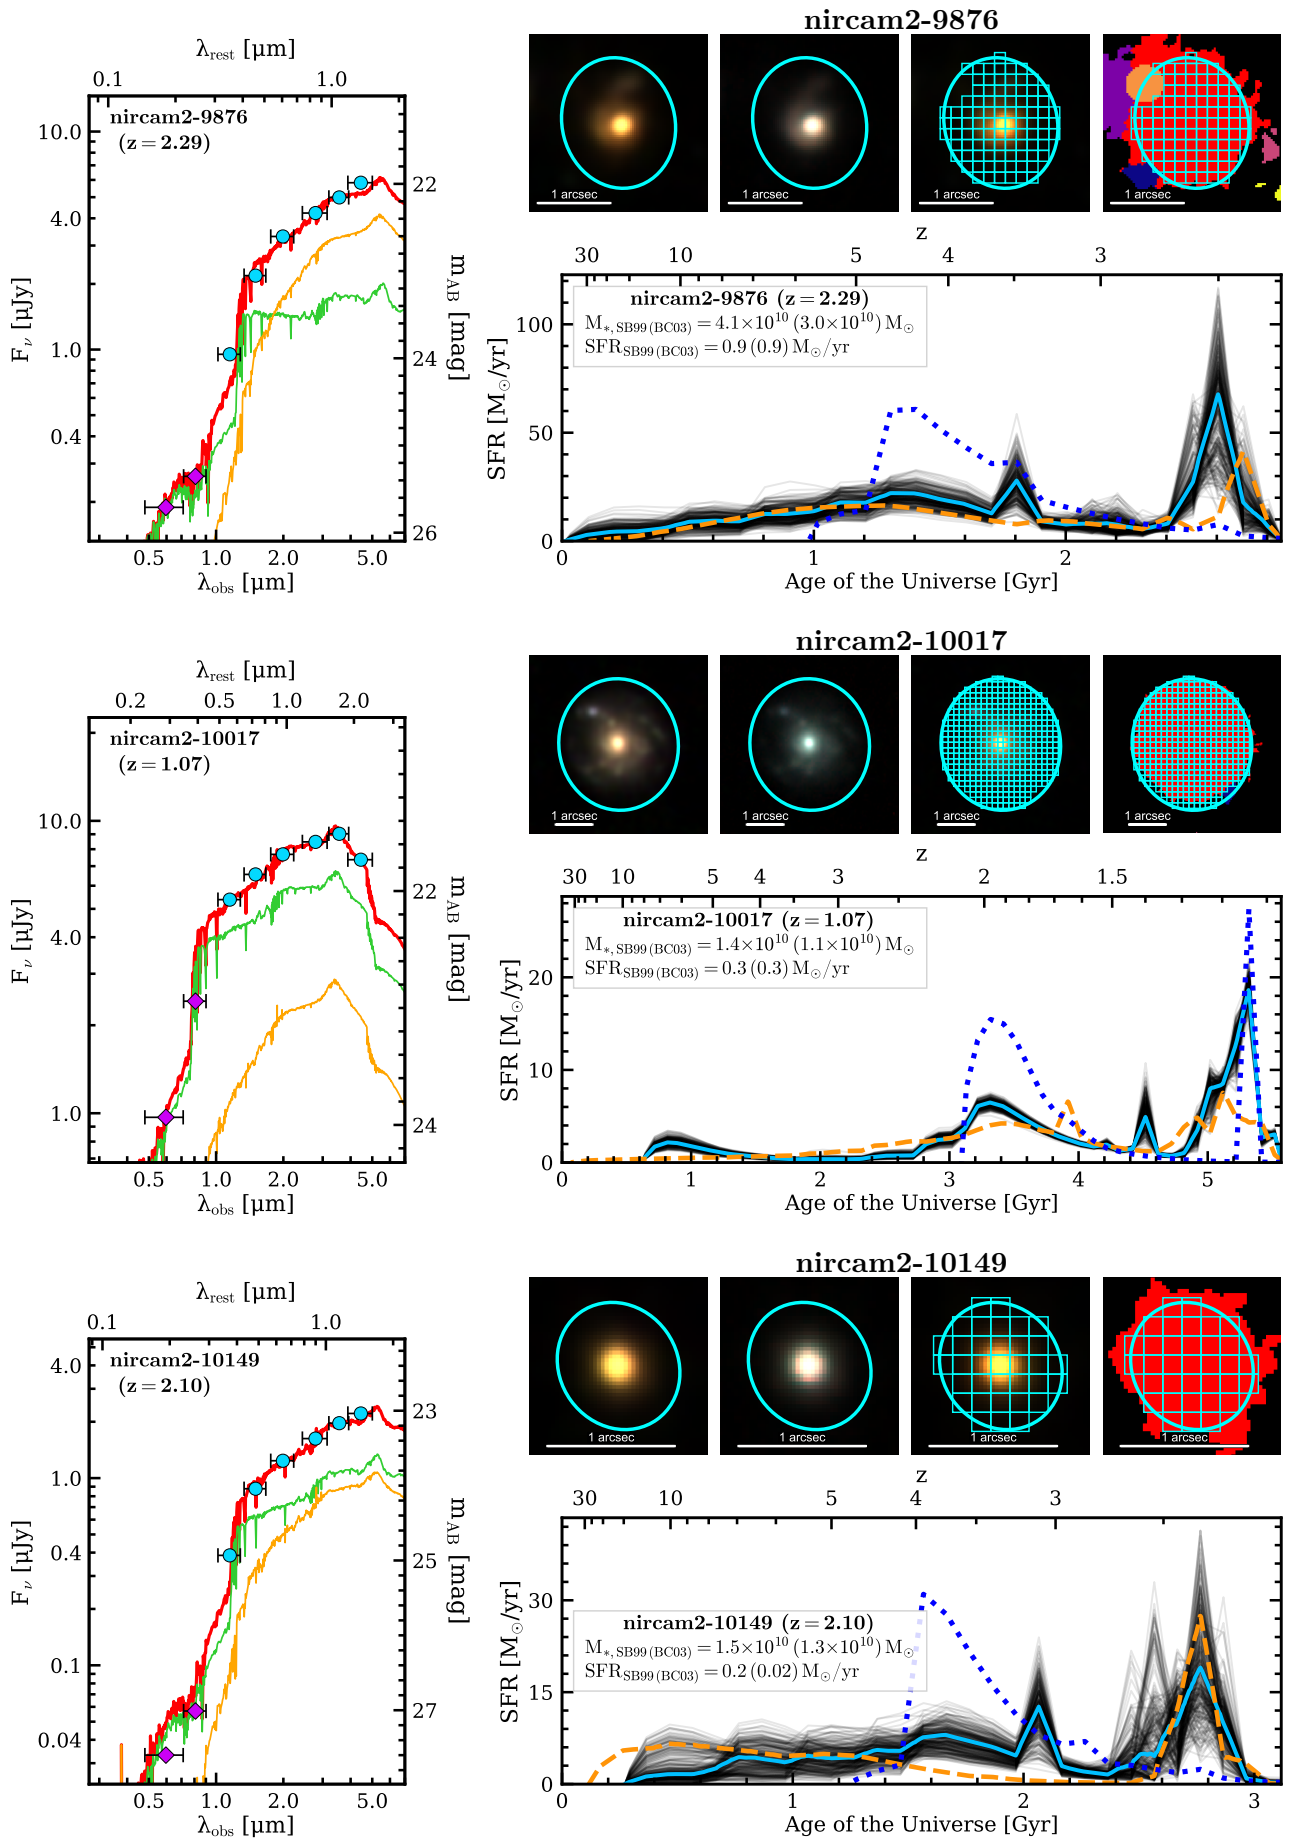 nircam2-9876
λrest [μm]
0.1 1.0
nircam2-9876
(z = 2.29)
10.0
4.0
1.0
0.4
Fν [μJy]
22
24
26
mAB [mag]
0.5 1.0 2.0 5.0
λobs [μm]
1 arcsec
1 arcsec
1 arcsec
1 arcsec
z
30 10 5 4 3
nircam2-9876 (z = 2.29)
M*, SB99 (BC03) = 4.1×10^10 (3.0×10^10) M⊙
SFRSB99 (BC03) = 0.9 (0.9) M⊙/yr
100
50
0
SFR [M⊙/yr]
0 1 2
Age of the Universe [Gyr]
nircam2-10017
λrest [μm]
0.2 0.5 1.0 2.0
nircam2-10017
(z = 1.07)
10.0
4.0
1.0
Fν [μJy]
22
24
mAB [mag]
0.5 1.0 2.0 5.0
λobs [μm]
1 arcsec
1 arcsec
1 arcsec
1 arcsec
z
30 10 5 4 3 2 1.5
nircam2-10017 (z = 1.07)
M*, SB99 (BC03) = 1.4×10^10 (1.1×10^10) M⊙
SFRSB99 (BC03) = 0.3 (0.3) M⊙/yr
20
10
0
SFR [M⊙/yr]
1 2 3 4 5
Age of the Universe [Gyr]
nircam2-10149
λrest [μm]
0.1 1.0
nircam2-10149
(z = 2.10)
4.0
1.0
0.4
0.1
0.04
Fν [μJy]
23
25
27
mAB [mag]
0.5 1.0 2.0 5.0
λobs [μm]
1 arcsec
1 arcsec
1 arcsec
1 arcsec
z
30 10 5 4 3
nircam2-10149 (z = 2.10)
M*, SB99 (BC03) = 1.5×10^10 (1.3×10^10) M⊙
SFRSB99 (BC03) = 0.2 (0.02) M⊙/yr
30
15
0
SFR [M⊙/yr]
0 1 2 3
Age of the Universe [Gyr]